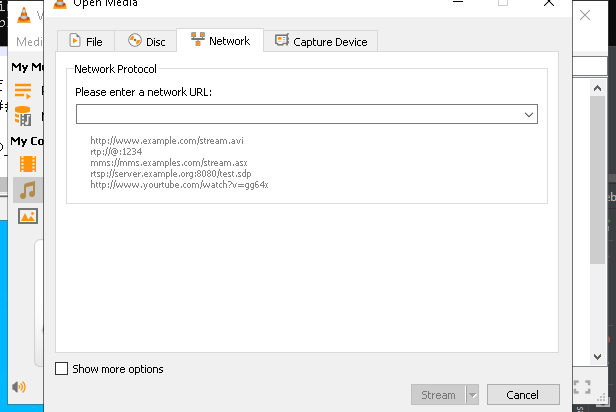 Open Media
Medi
File
Disc
Network
Capture Device
My M
Network Protocol
Please enter a network URL:
http://www.example.com/stream.avi
rtp://@:1234
mms://mms.examples.com/stream.asx
rtsp://server.example.org:8080/test.sdp
http://www.yourtube.com/watch?v=gg64x
My Co
Show more options
Stream
Cancel